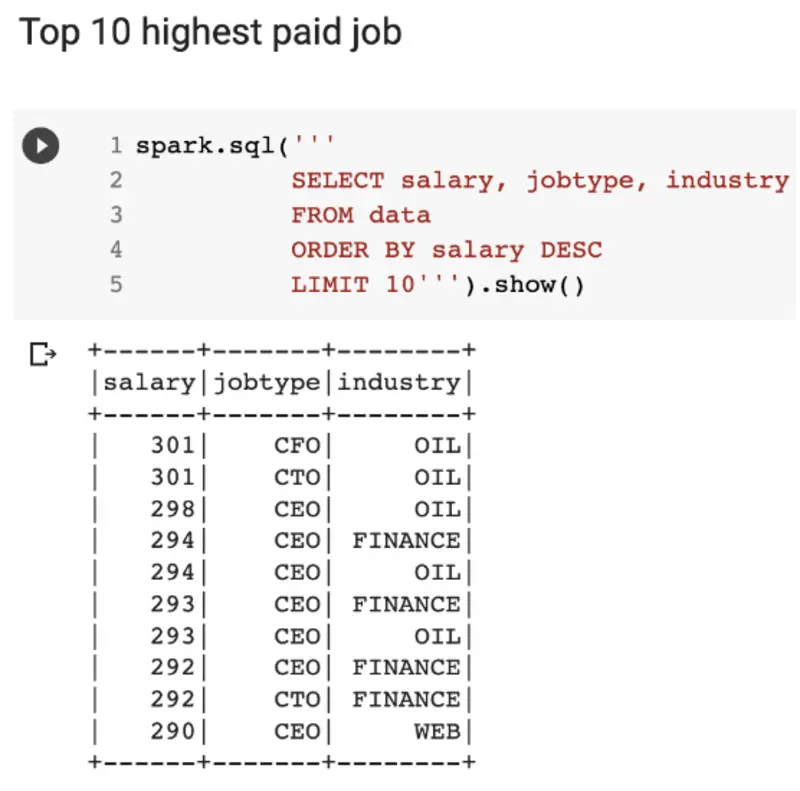 Top 10 highest paid job
1 spark.sql('''
2 SELECT salary, jobtype, industry
3 FROM data
4 ORDER BY salary DESC
5 LIMIT 10''').show()
+------+-------+--------+
|salary|jobtype|industry|
+------+-------+--------+
|   301|    CFO|     OIL|
|   301|    CTO|     OIL|
|   298|    CEO|     OIL|
|   294|    CEO| FINANCE|
|   294|    CEO|     OIL|
|   293|    CEO| FINANCE|
|   293|    CEO|     OIL|
|   292|    CEO| FINANCE|
|   292|    CTO| FINANCE|
|   290|    CEO|     WEB|
+------+-------+--------+